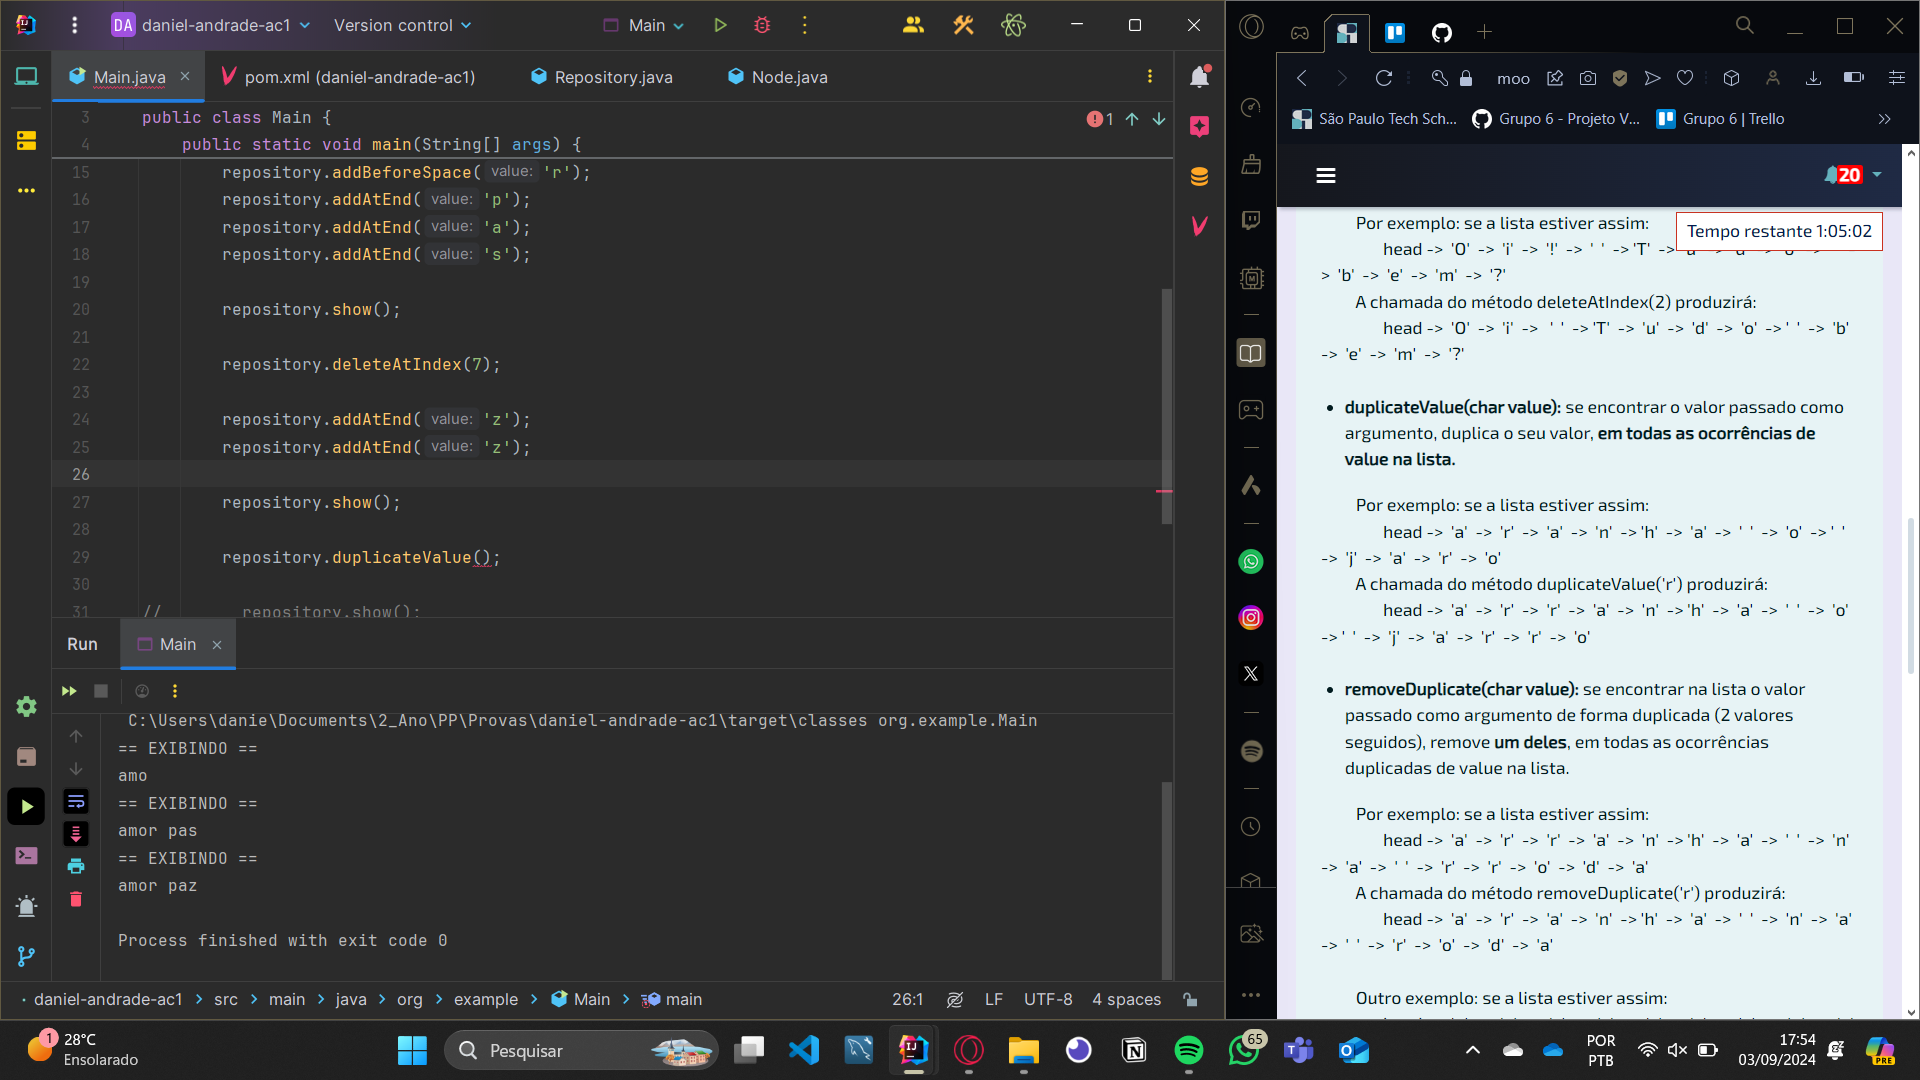 DA daniel-andrade-ac1 Version control Main
Main.java pom.xml (daniel-andrade-ac1) Repository.java Node.java
3 public class Main {
4 public static void main(String[] args) {
1
15 repository.addBeforeSpace( value: 'r');
16 repository.addAtEnd( value: 'p');
17 repository.addAtEnd( value: 'a');
18 repository.addAtEnd( value: 's');
19
20 repository.show();
21
22 repository.deleteAtIndex(7);
23
24 repository.addAtEnd( value: 'z');
25 repository.addAtEnd( value: 'z');
26
27 repository.show();
28
29 repository.duplicateValue();
30
31 // repository.show();
Run Main
C:\Users\danie\Documents\2_Ano\PP\Provas\daniel-andrade-ac1\target\classes org.example.Main
== EXIBINDO ==
amo
== EXIBINDO ==
amor pas
== EXIBINDO ==
amor paz
Process finished with exit code 0
daniel-andrade-ac1 > src > main > java > org > example > Main > main 26:1 LF UTF-8 4 spaces
moo
São Paulo Tech Sch... Grupo 6 - Projeto V... Grupo 6 | Trello
20
Tempo restante 1:05:02
Por exemplo: se a lista estiver assim:
head -> 'O' -> 'i' -> '!' -> ' ' ->'T' ->
> 'b' -> 'e' -> 'm' -> '?'
A chamada do método deleteAtIndex(2) produzirá:
head -> 'O' -> 'i' -> ' ' ->'T' -> 'u' -> 'd' -> 'o' ->' ' -> 'b'
-> 'e' -> 'm' -> '?'
• duplicateValue(char value): se encontrar o valor passado como
argumento, duplica o seu valor, em todas as ocorrências de
value na lista.
Por exemplo: se a lista estiver assim:
head -> 'a' -> 'r' -> 'a' -> 'n' ->'h' -> 'a' -> ' ' -> 'o' ->' '
-> 'j' -> 'a' -> 'r' -> 'o'
A chamada do método duplicateValue('r') produzirá:
head -> 'a' -> 'r' -> 'r' -> 'a' -> 'n' ->'h' -> 'a' -> ' ' -> 'o'
->' ' -> 'j' -> 'a' -> 'r' -> 'r' -> 'o'
• removeDuplicate(char value): se encontrar na lista o valor
passado como argumento de forma duplicada (2 valores
seguidos), remove um deles, em todas as ocorrências
duplicadas de value na lista.
Por exemplo: se a lista estiver assim:
head -> 'a' -> 'r' -> 'r' -> 'a' -> 'n' ->'h' -> 'a' -> ' ' -> 'n'
-> 'a' -> ' ' -> 'r' -> 'r' -> 'o' -> 'd' -> 'a'
A chamada do método removeDuplicate('r') produzirá:
head -> 'a' -> 'r' -> 'a' -> 'n' ->'h' -> 'a' -> ' ' -> 'n' -> 'a'
-> ' ' -> 'r' -> 'o' -> 'd' -> 'a'
Outro exemplo: se a lista estiver assim:
1 28°C
Ensolarado
Pesquisar
65
POR
PTB
17:54
03/09/2024
PRE